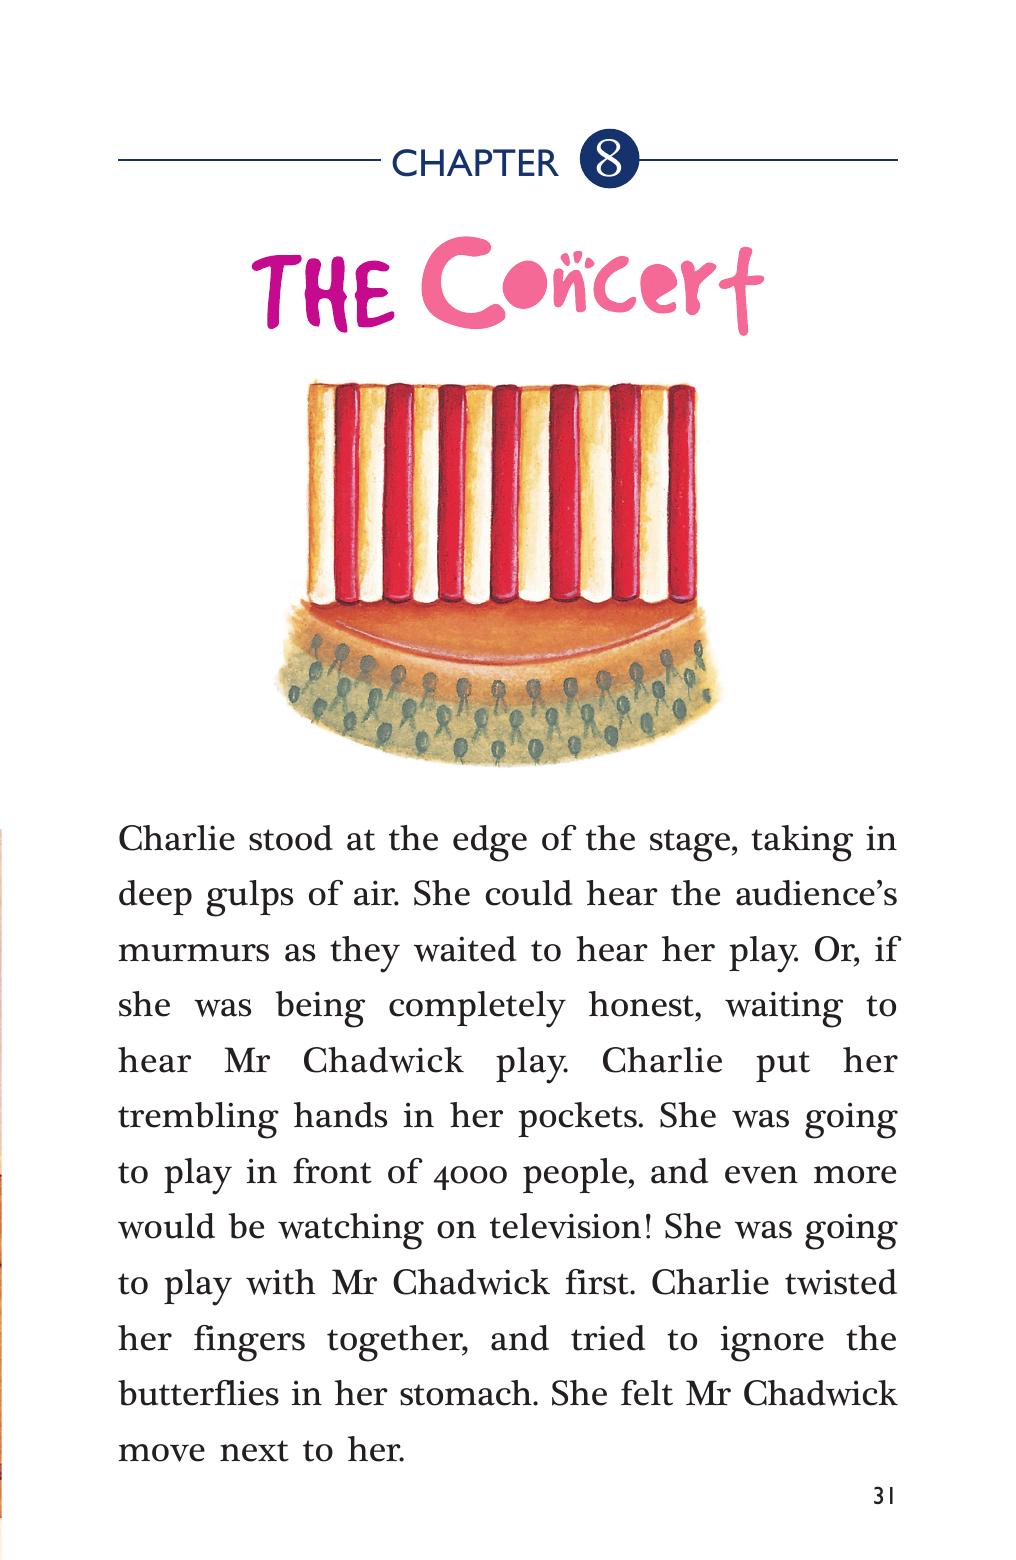 CHAPTER 8
THE Concert
Charlie stood at the edge of the stage, taking in
deep gulps of air. She could hear the audience’s
murmurs as they waited to hear her play. Or, if
she was being completely honest, waiting to
hear Mr Chadwick play. Charlie put her
trembling hands in her pockets. She was going
to play in front of 4000 people, and even more
would be watching on television! She was going
to play with Mr Chadwick first. Charlie twisted
her fingers together, and tried to ignore the
butterflies in her stomach. She felt Mr Chadwick
move next to her.
31